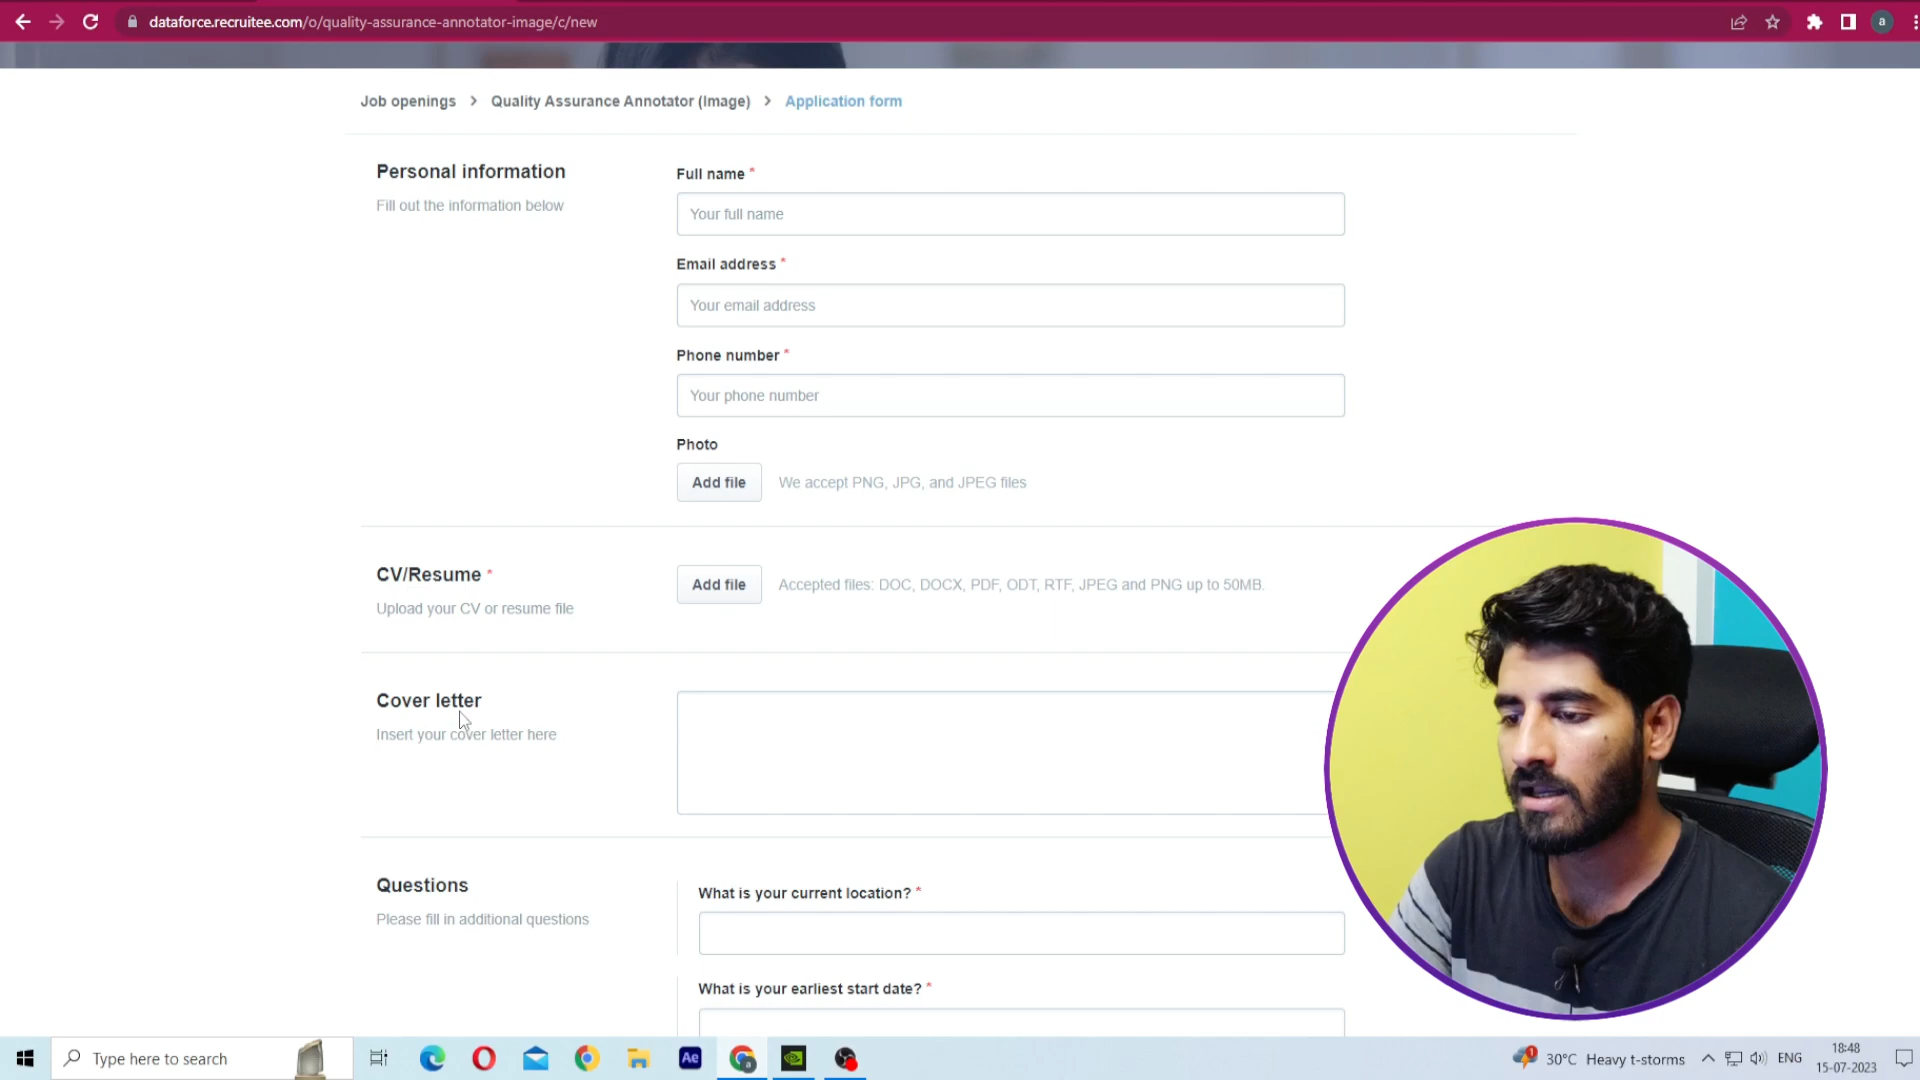 dataforce.recruitee.com/o/quality-assurance-annotator-image/c/new
a
Job openings > Quality Assurance Annotator (Image) > Application form
Personal information
Fill out the information below
Full name *
Your full name
Email address *
Your email address
Phone number *
Your phone number
Photo
Add file We accept PNG, JPG, and JPEG files
CV/Resume *
Upload your CV or resume file
Add file Accepted files: DOC, DOCX, PDF, ODT, RTF, JPEG and PNG up to 50MB.
Cover letter
Insert your cover letter here
Questions
Please fill in additional questions
What is your current location? *
What is your earliest start date? *
Type here to search
Ae
a
1
30°C Heavy t-storms
ENG
18:48
15-07-2023